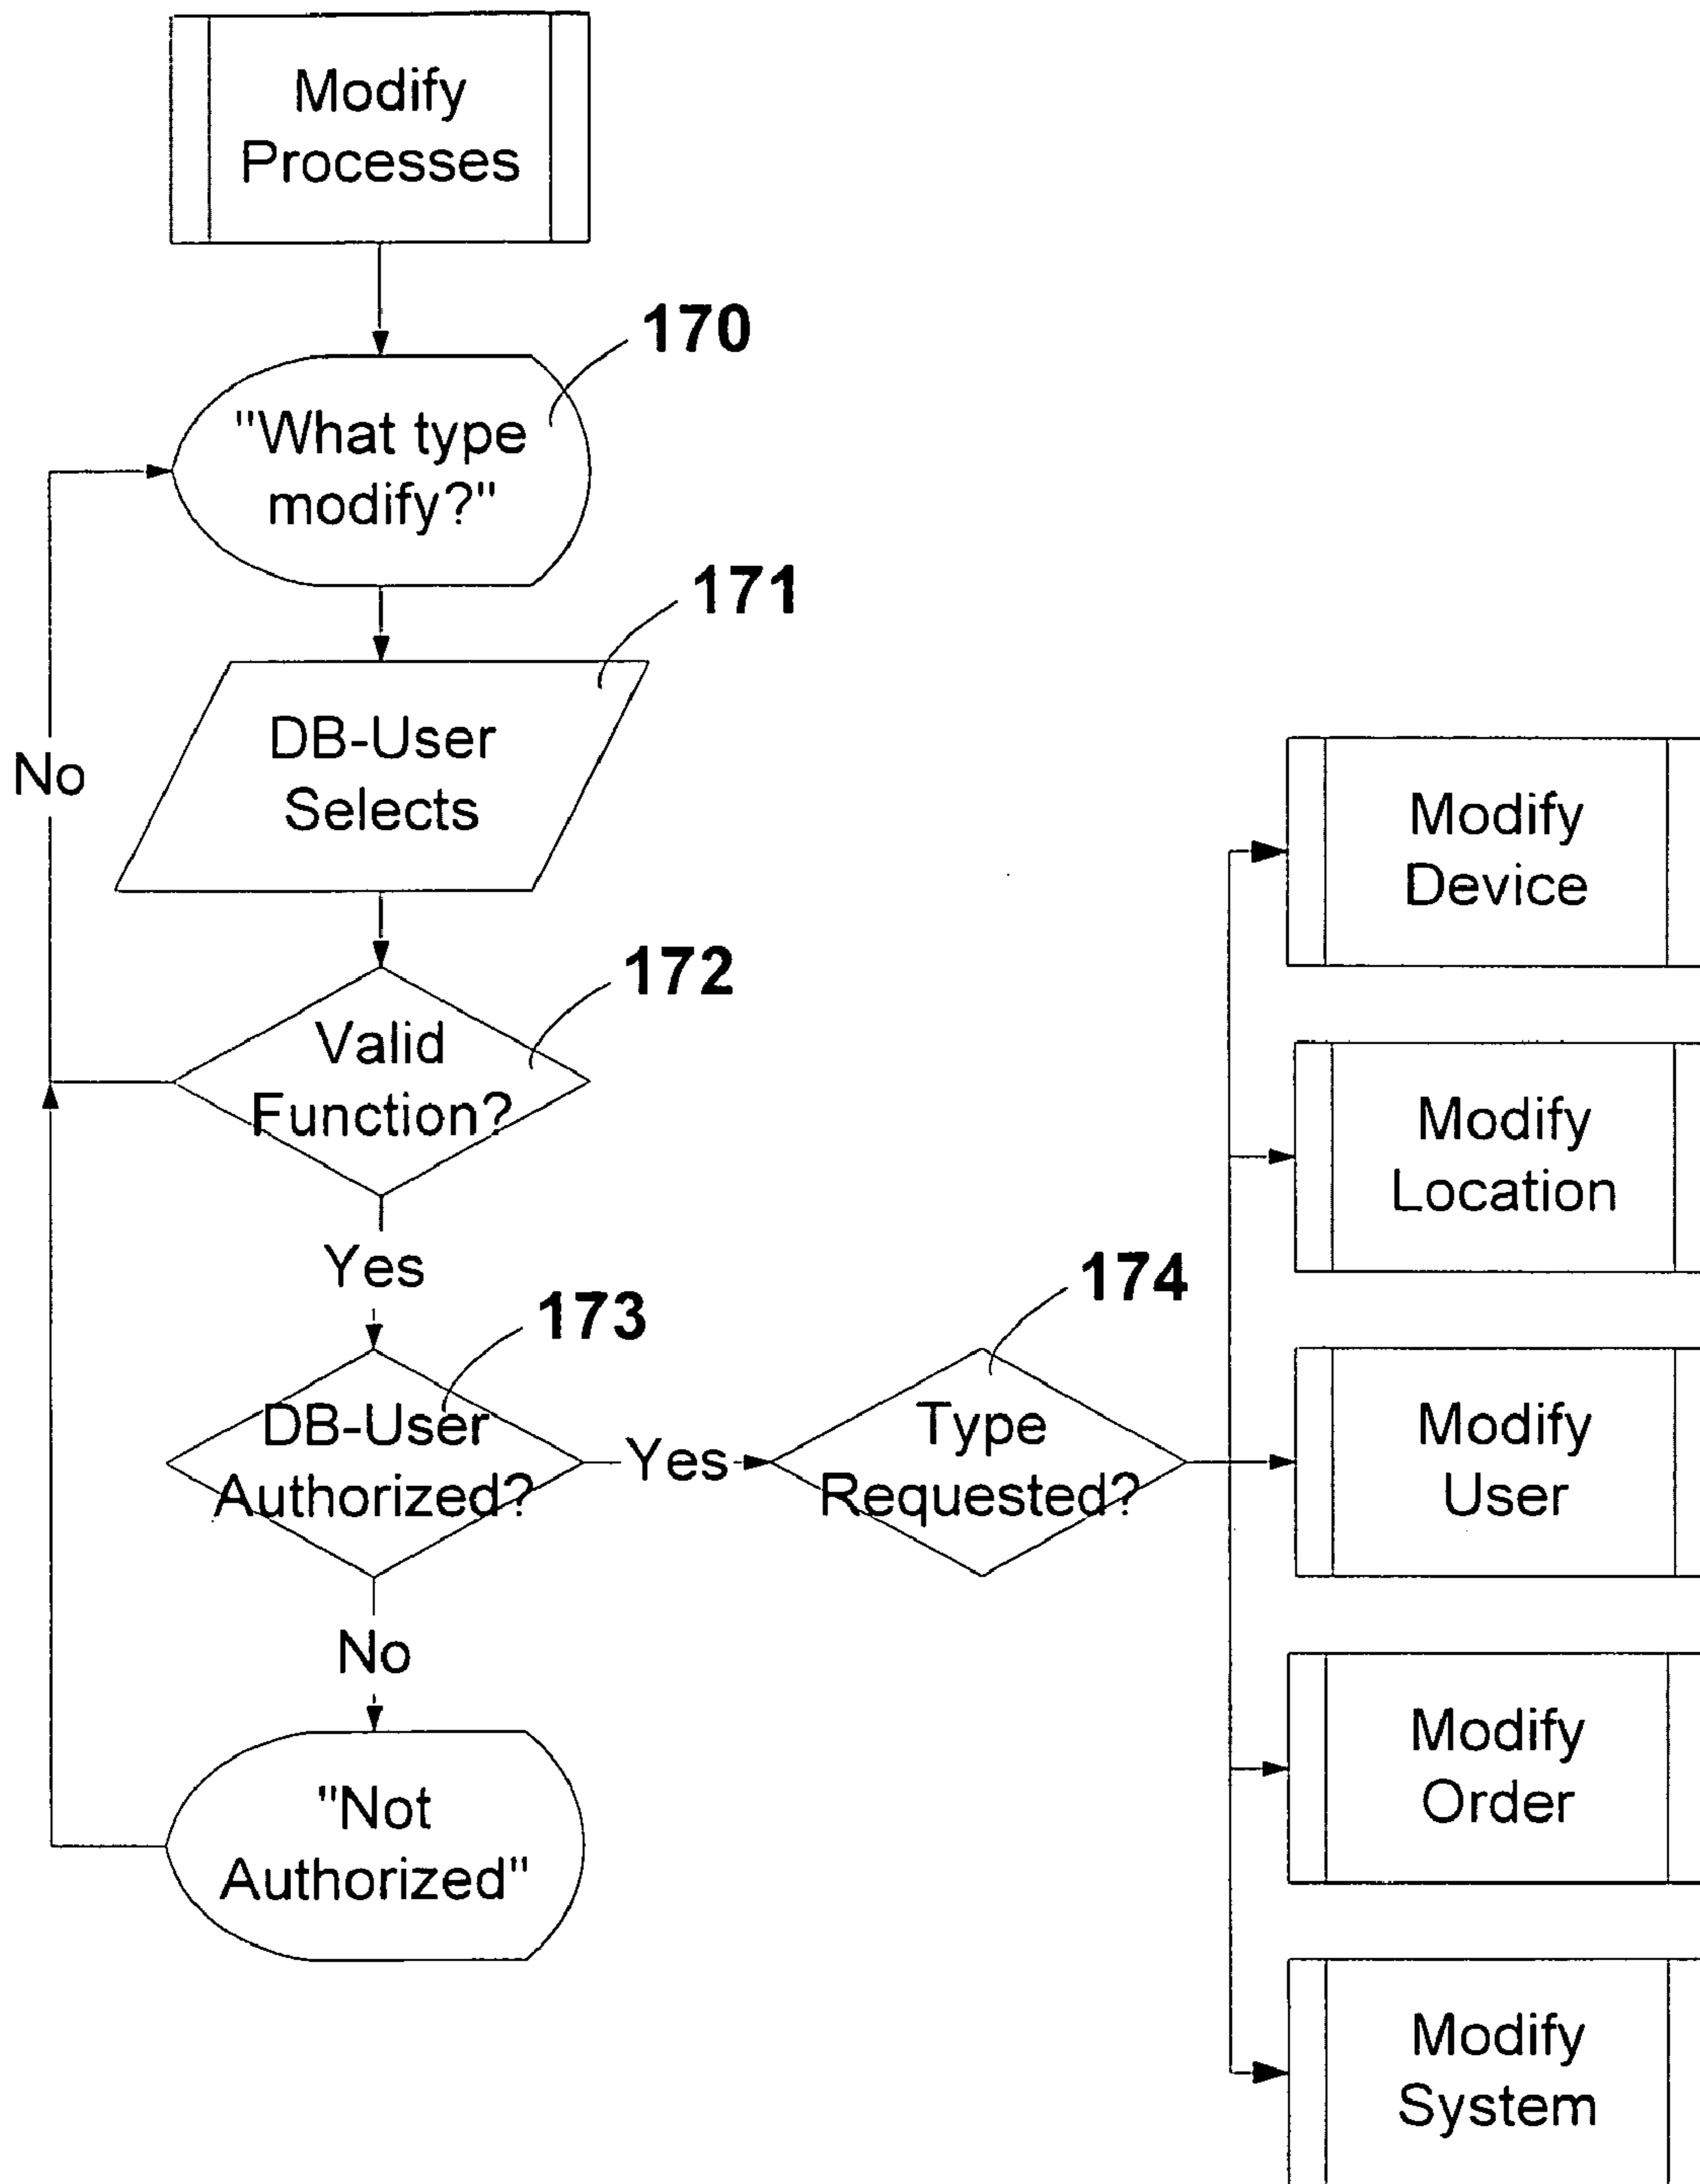 Modify
Processes
170
"What type
modify?"
171
DB-User
Selects
No
172
Valid
Function?
Yes
173
DB-User
Authorized?
Yes
174
Type
Requested?
No
"Not
Authorized"
Modify
Device
Modify
Location
Modify
User
Modify
Order
Modify
System